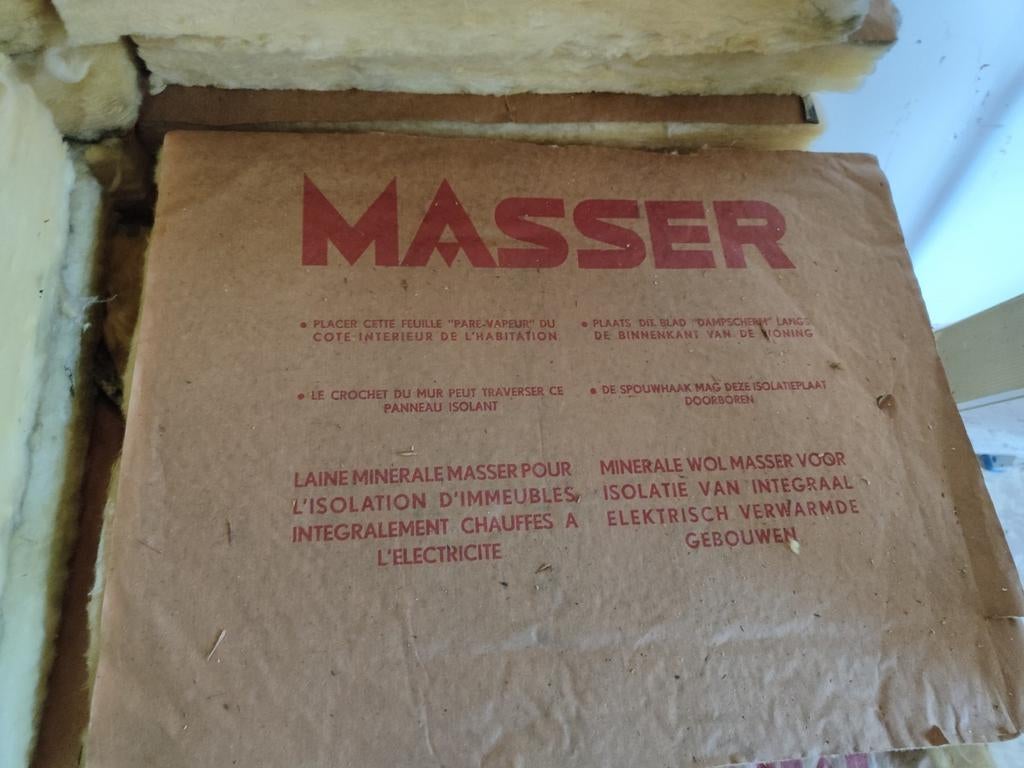 MASSER
• PLACER CETTE FEUILLE "PARE-VAPEUR" DU
COTE INTERIEUR DE L'HABITATION
• LE CROCHET DU MUR PEUT TRAVERSER CE
PANNEAU ISOLANT
LAINE MINERALE MASSER POUR
L'ISOLATION D'IMMEUBLES
INTEGRALEMENT CHAUFFES A
L'ELECTRICITE
• PLAATS DIT BLAD "DAMPSCHERM" LANGS
DE BINNENKANT VAN DE WONING
• DE SPOUWHAAK MAG DEZE ISOLATIEPLAAT
DOORBOREN
MINERALE WOL MASSER VOOR
ISOLATIE VAN INTEGRAAL
ELEKTRISCH VERWARMDE
GEBOUWEN